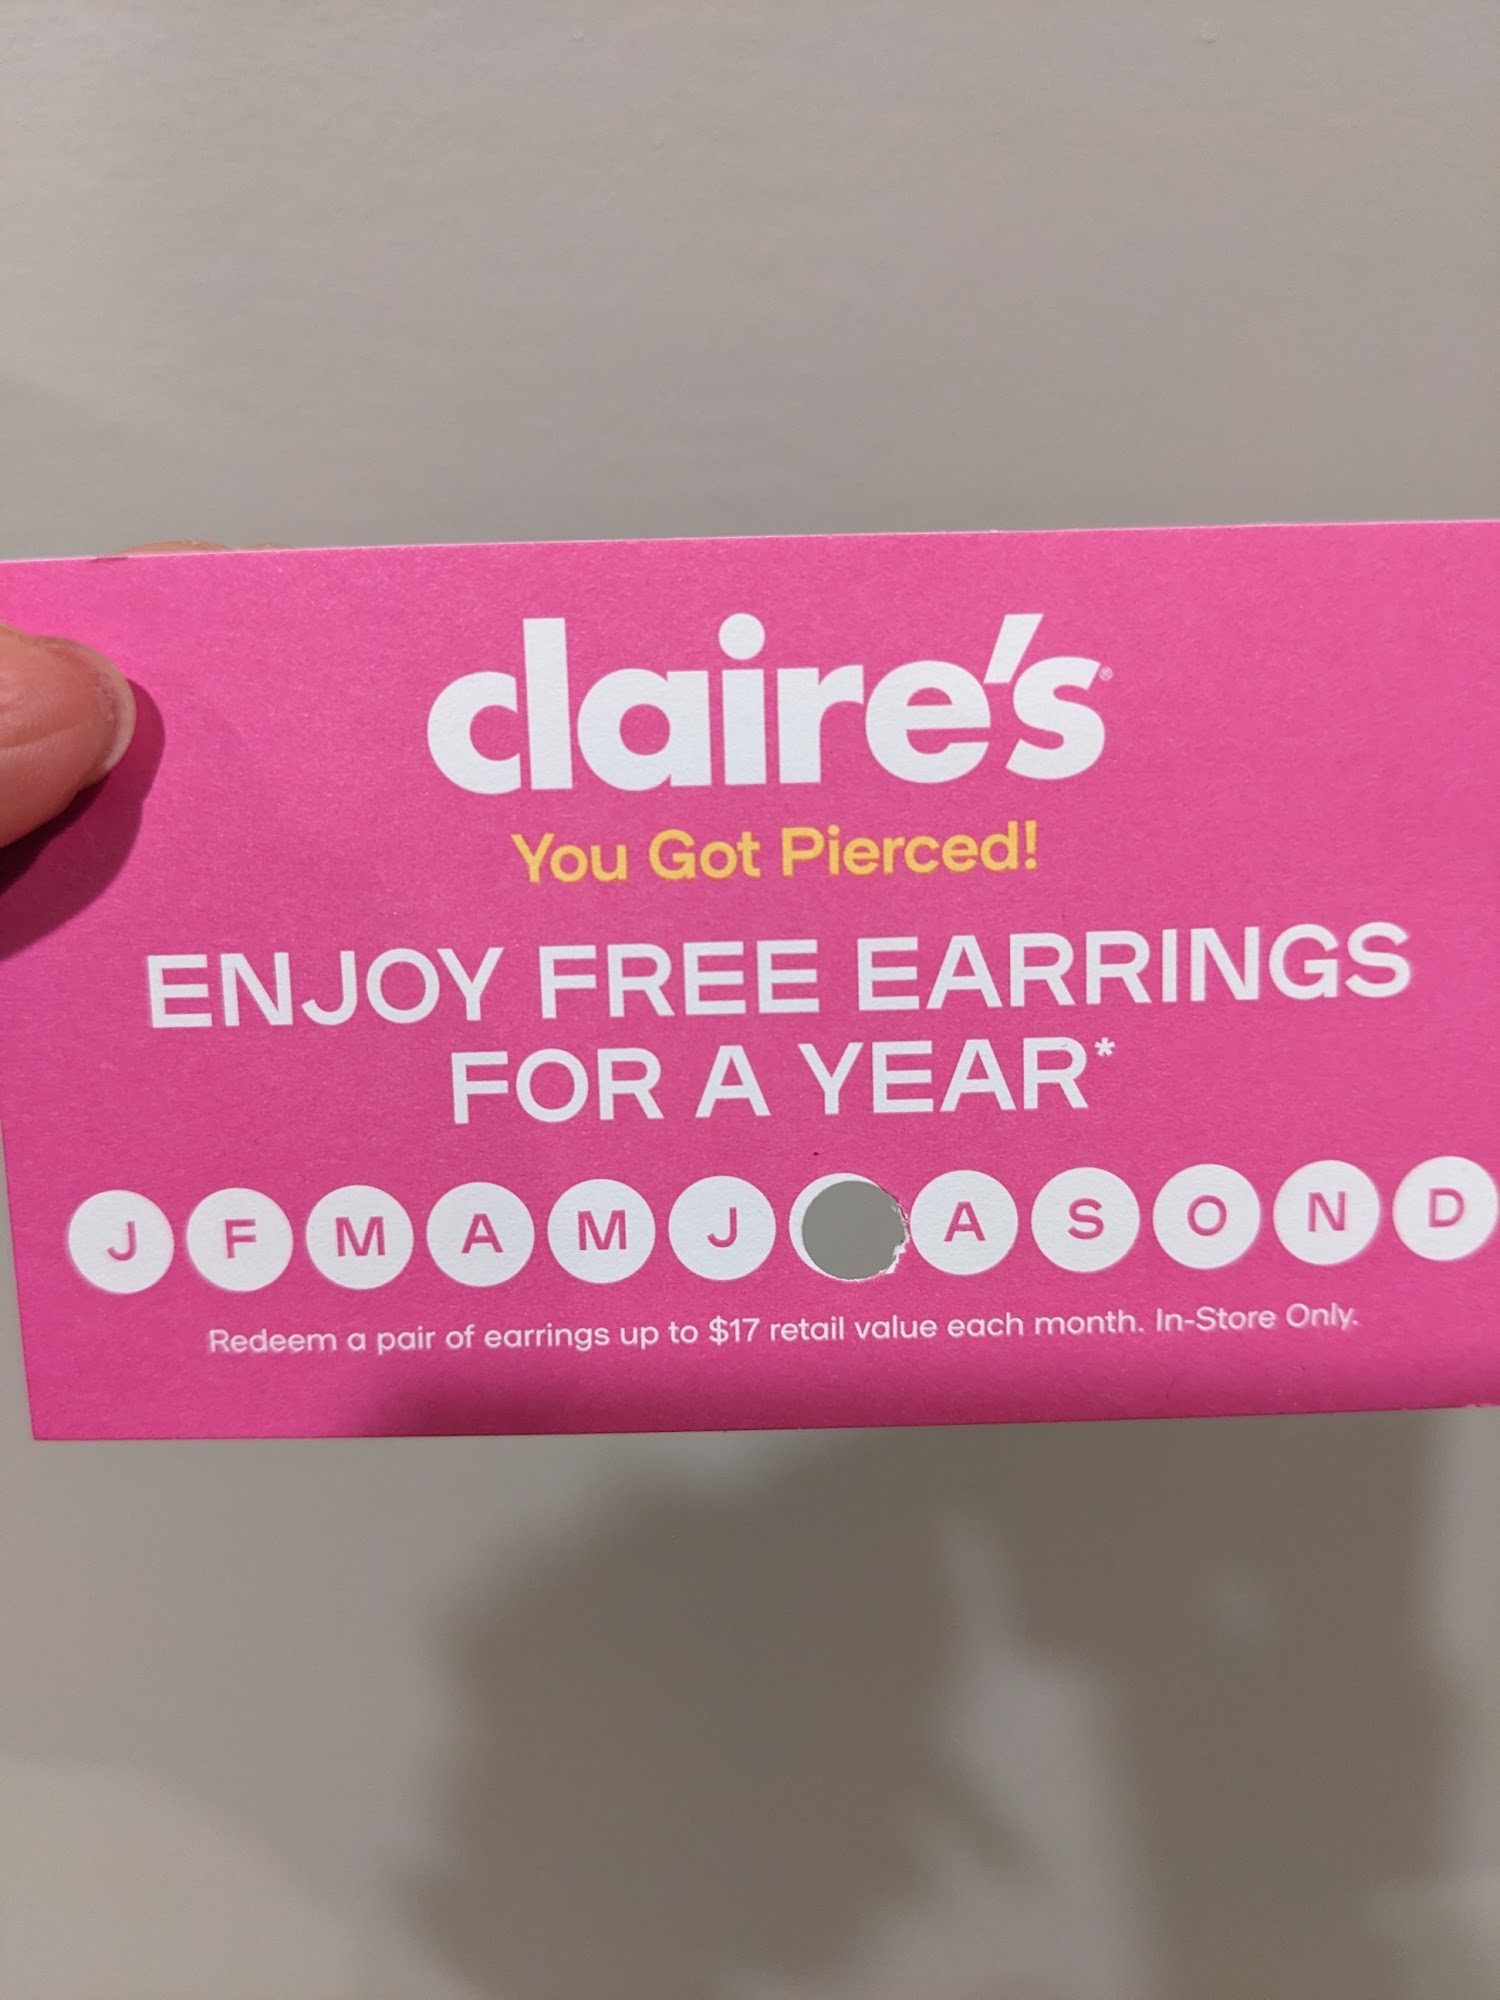 claire's®
You Got Pierced!
ENJOY FREE EARRINGS
FOR A YEAR*
J F M A M J A S O N D
Redeem a pair of earrings up to $17 retail value each month. In-Store Only.